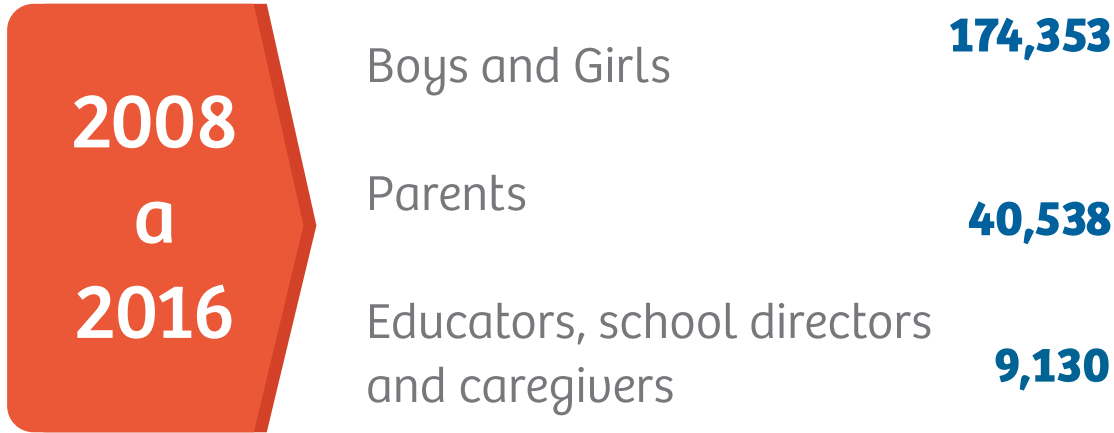 2008
a
2016
Boys and Girls
174,353
Parents
40,538
Educators, school directors
and caregivers
9,130